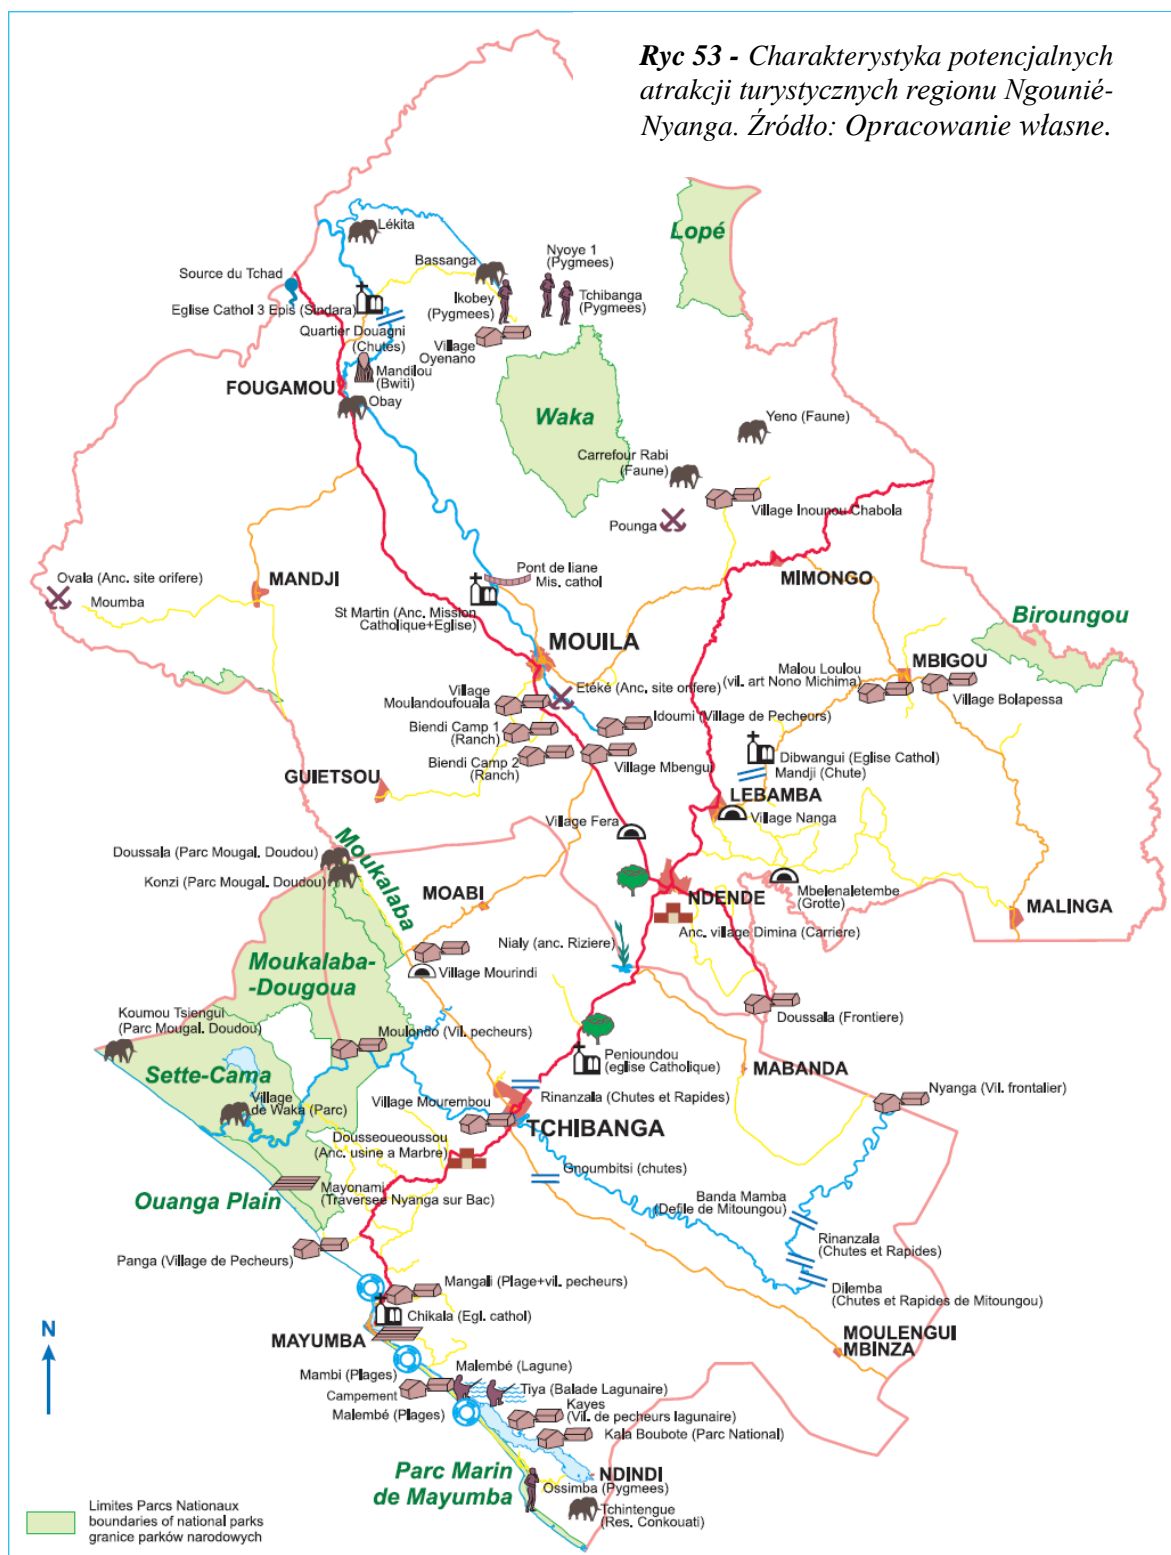 Ryc 53 - Charakterystyka potencjalnych
atrakcji turystycznych regionu Ngounié-
Nyanga. Źródło: Opracowanie własne.
Lopé
Lékita
Bassanga
Nyoye 1
(Pygmees)
Source du Tchad
Ikobey
(Pygmees)
Tchibanga
(Pygmees)
Eglise Cathol 3 Epis (Sindara)
Quartier Douagni
(Chutes)
Village
Oyenano
Mandilou
(Bwiti)
FOUGAMOU
Obay
Waka
Yeno (Faune)
Carrefour Rabi
(Faune)
Village Inounou Chabola
Pounga
Pont de liane
Mis. cathol
MIMONGO
Ovala (Anc. site orifere)
Moumba
MANDJI
St Martin (Anc. Mission
Catholique+Eglise)
Biroungou
MOUILA
MBIGOU
Malou Loulou
(vil. art Nono Michima)
Village Bolapessa
Village
Moulandoufouala
Etéké (Anc. site orifere)
Idoumi (Village de Pecheurs)
Biendi Camp 1
(Ranch)
Biendi Camp 2
(Ranch)
Village Mbengui
Dibwangui (Eglise Cathol)
Mandji (Chute)
GUIETSOU
LEBAMBA
Village Nanga
Village Fera
Moukalaba
Doussala (Parc Mougal. Doudou)
Konzi (Parc Mougal. Doudou)
MOABI
NDENDE
Mbelenaletembe
(Grotte)
MALINGA
Anc. village Dimina (Carriere)
Nialy (anc. Riziere)
Moukalaba-
-Dougoua
Village Mourindi
Koumou Tsiengui
(Parc Mougal. Doudou)
Doussala (Frontiere)
Moulondo (Vil. pecheurs)
Sette-Cama
Penioundou
(eglise Catholique)
MABANDA
Nyanga (Vil. frontalier)
Village
de Waka (Parc)
Village Mourembou
Rinanzala (Chutes et Rapides)
TCHIBANGA
Dousseoueoussou
(Anc. usine a Marbre)
Gnoumbitsi (chutes)
Ouanga Plain
Mayonami
(Traversee Nyanga sur Bac)
Banda Mamba
(Defile de Mitoungou)
Rinanzala
(Chutes et Rapides)
Panga (Village de Pecheurs)
Mangali (Plage+vil. pecheurs)
Dilemba
(Chutes et Rapides de Mitoungou)
N
Chikala (Egl. cathol)
MAYUMBA
MOULENGUI
MBINZA
Mambi (Plages)
Malembé (Lagune)
Campement
Tiya (Balade Lagunaire)
Malembé (Plages)
Kayes
(Vil. de pecheurs lagunaire)
Kala Boubote (Parc National)
Parc Marin
de Mayumba
NDINDI
Ossimba (Pygmees)
Tchintengue
(Res. Conkouati)
Limites Parcs Nationaux
boundaries of national parks
granice parków narodowych